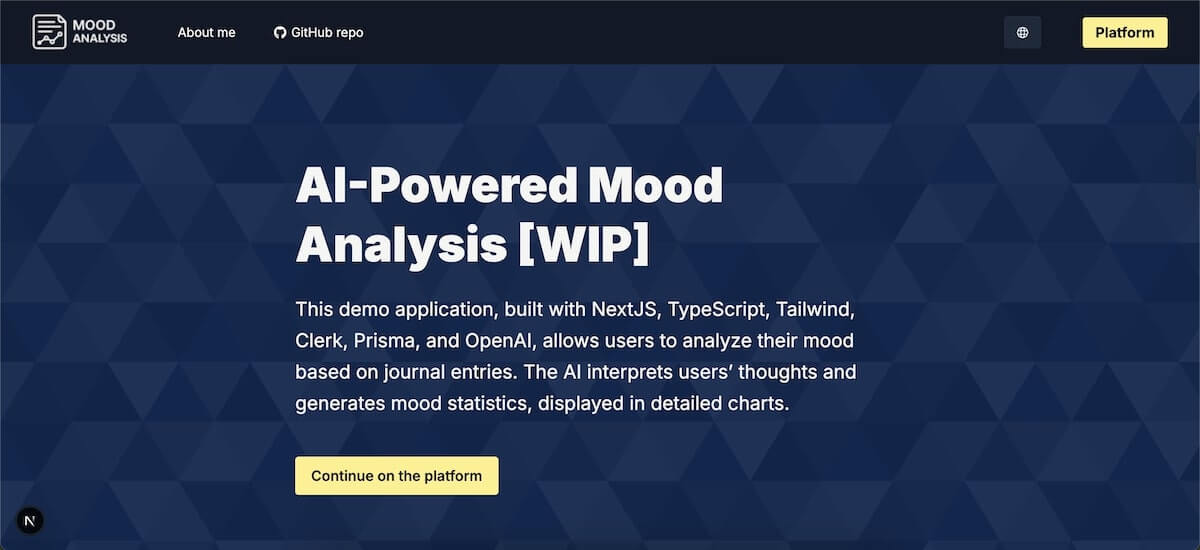 MOOD
ANALYSIS
About me
GitHub repo
Platform
AI-Powered Mood
Analysis [WIP]
This demo application, built with NextJS, TypeScript, Tailwind,
Clerk, Prisma, and OpenAI, allows users to analyze their mood
based on journal entries. The AI interprets users’ thoughts and
generates mood statistics, displayed in detailed charts.
Continue on the platform
N